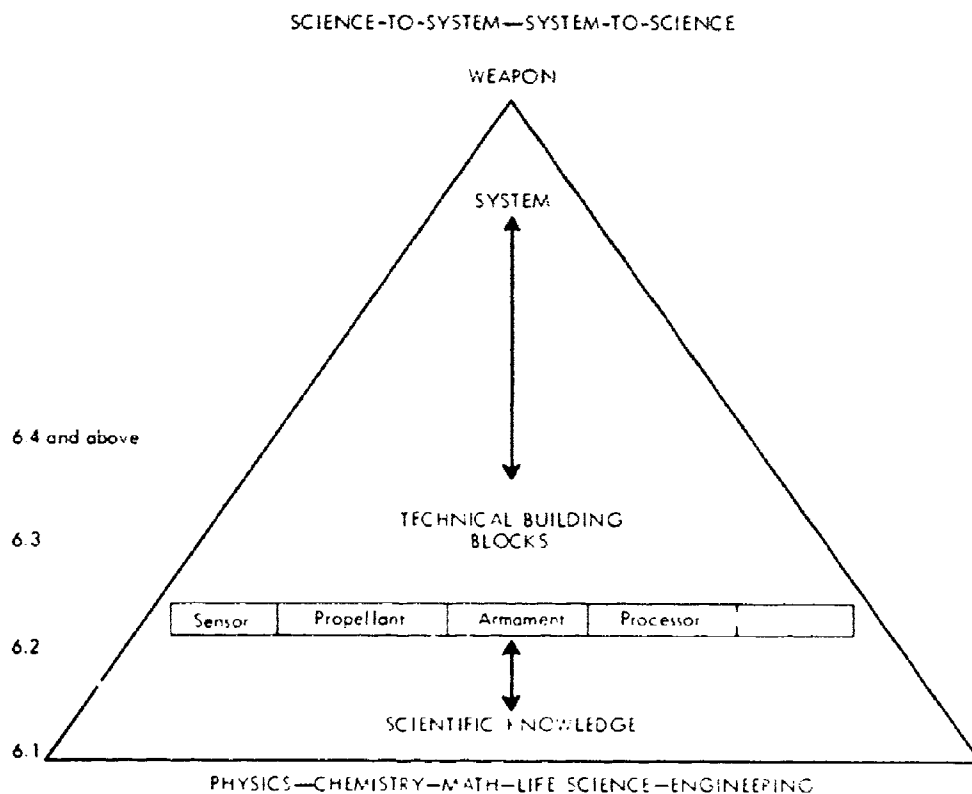 SCIENCE-TO-SYSTEM—SYSTEM-TO-SCIENCE
WEAPON
SYSTEM
6.4 and above
TECHNICAL BUILDING
BLOCKS
6.3
Sensor Propellant Armament Processor
6.2
SCIENTIFIC KNOWLEDGE
6.1
PHYSICS—CHEMISTRY—MATH—LIFE SCIENCE—ENGINEERING